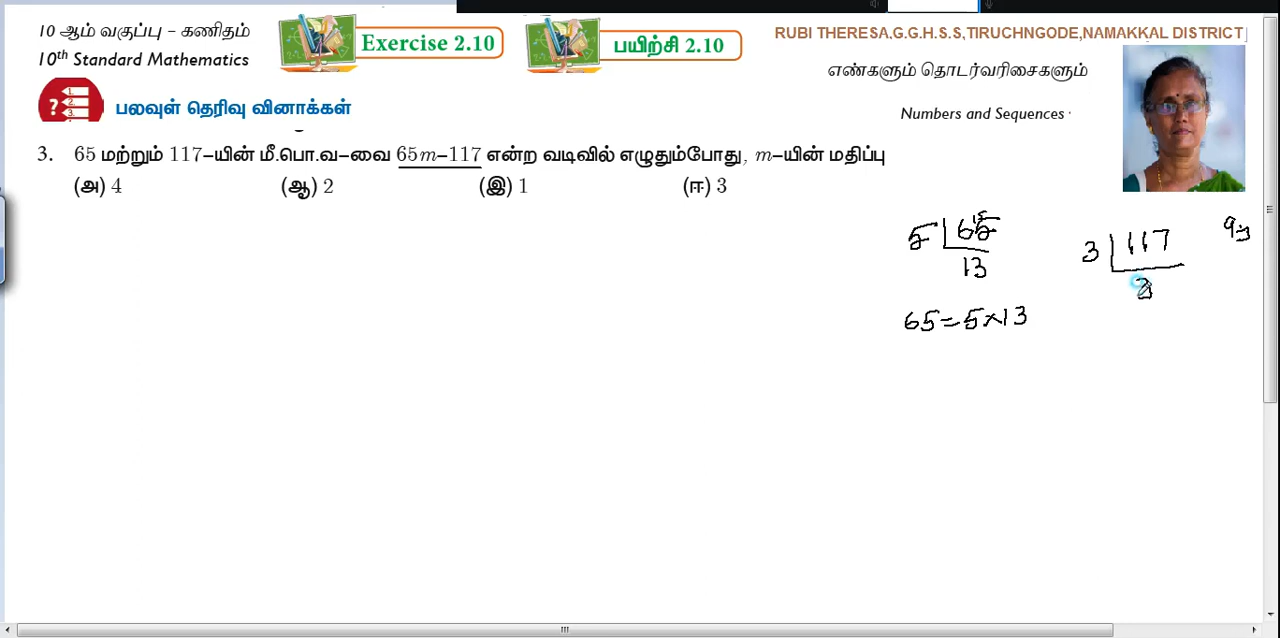 10 ஆம் வகுப்பு – கணிதம்
10th Standard Mathematics
Exercise 2.10
பயிற்சி 2.10
RUBI THERESA,G.G.H.S.S,TIRUCHNGODE,NAMAKKAL DISTRICT
எண்களும் தொடர்வரிசைகளும்
Numbers and Sequences
பலவுள் தெரிவு வினாக்கள்
3. 65 மற்றும் 117–யின் மீ.பொ.வ–வை 65m–117 என்ற வடிவில் எழுதும்போது, m–யின் மதிப்பு
(அ) 4 (ஆ) 2 (இ) 1 (ஈ) 3
5 65
13
3 117
3
65=5×13